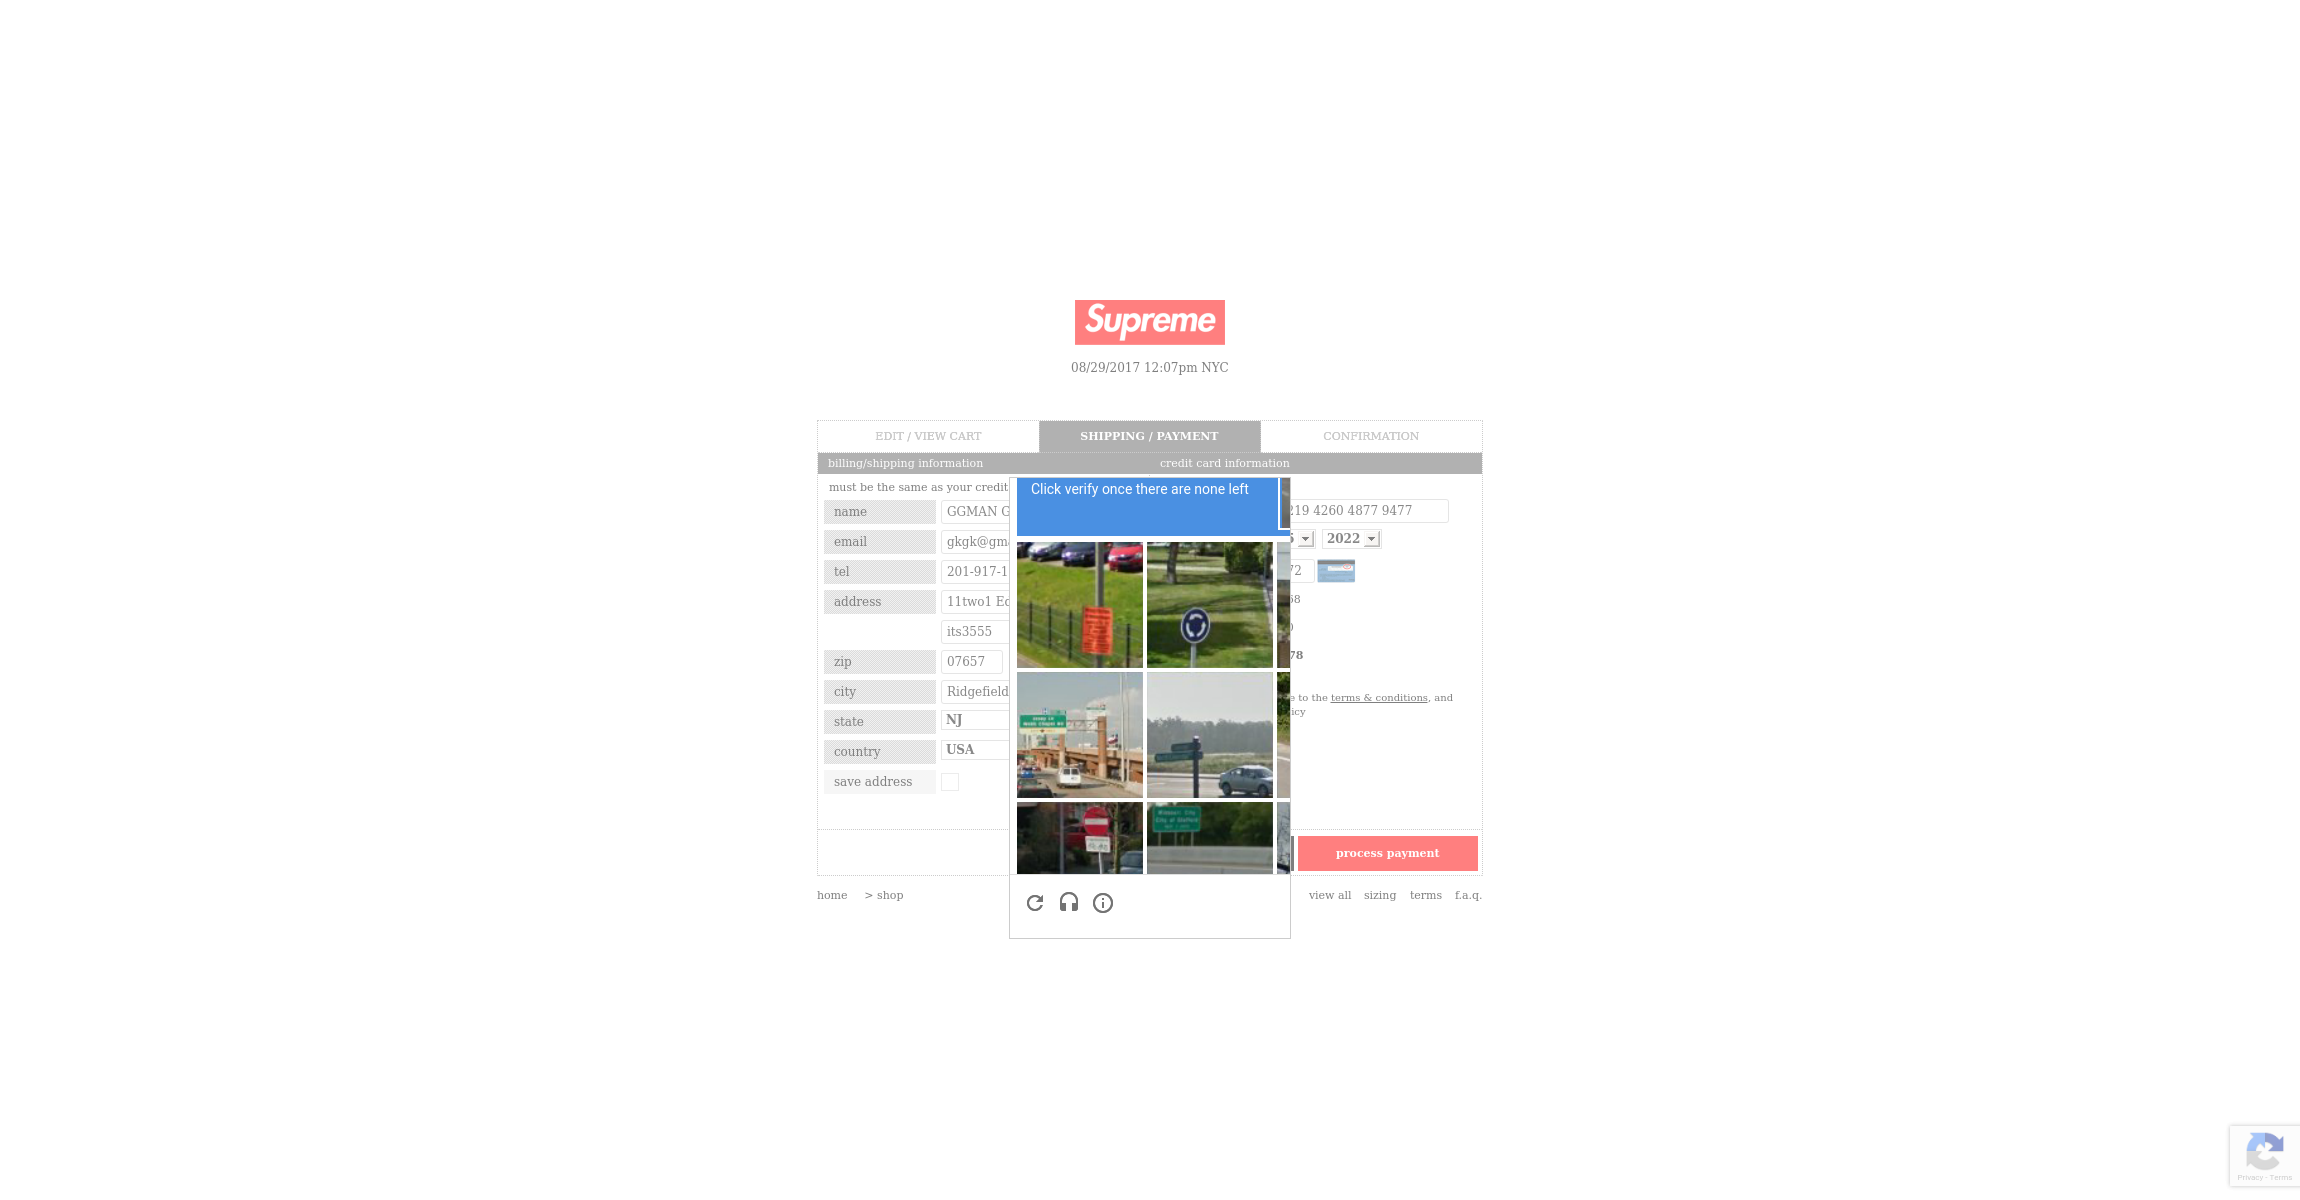 Supreme
08/29/2017 12:07pm NYC
EDIT / VIEW CART
SHIPPING / PAYMENT
CONFIRMATION
billing/shipping information
credit card information
must be the same as your credit
Click verify once there are none left
name
GGMAN G
219 4260 4877 9477
email
gkgk@gm
2022
tel
201-917-1
72
address
11two1 Ec
68
its3555
zip
07657
78
city
Ridgefield
e to the terms & conditions, and
icy
state
NJ
country
USA
save address
process payment
home
> shop
view all
sizing
terms
f.a.q.
Privacy - Terms